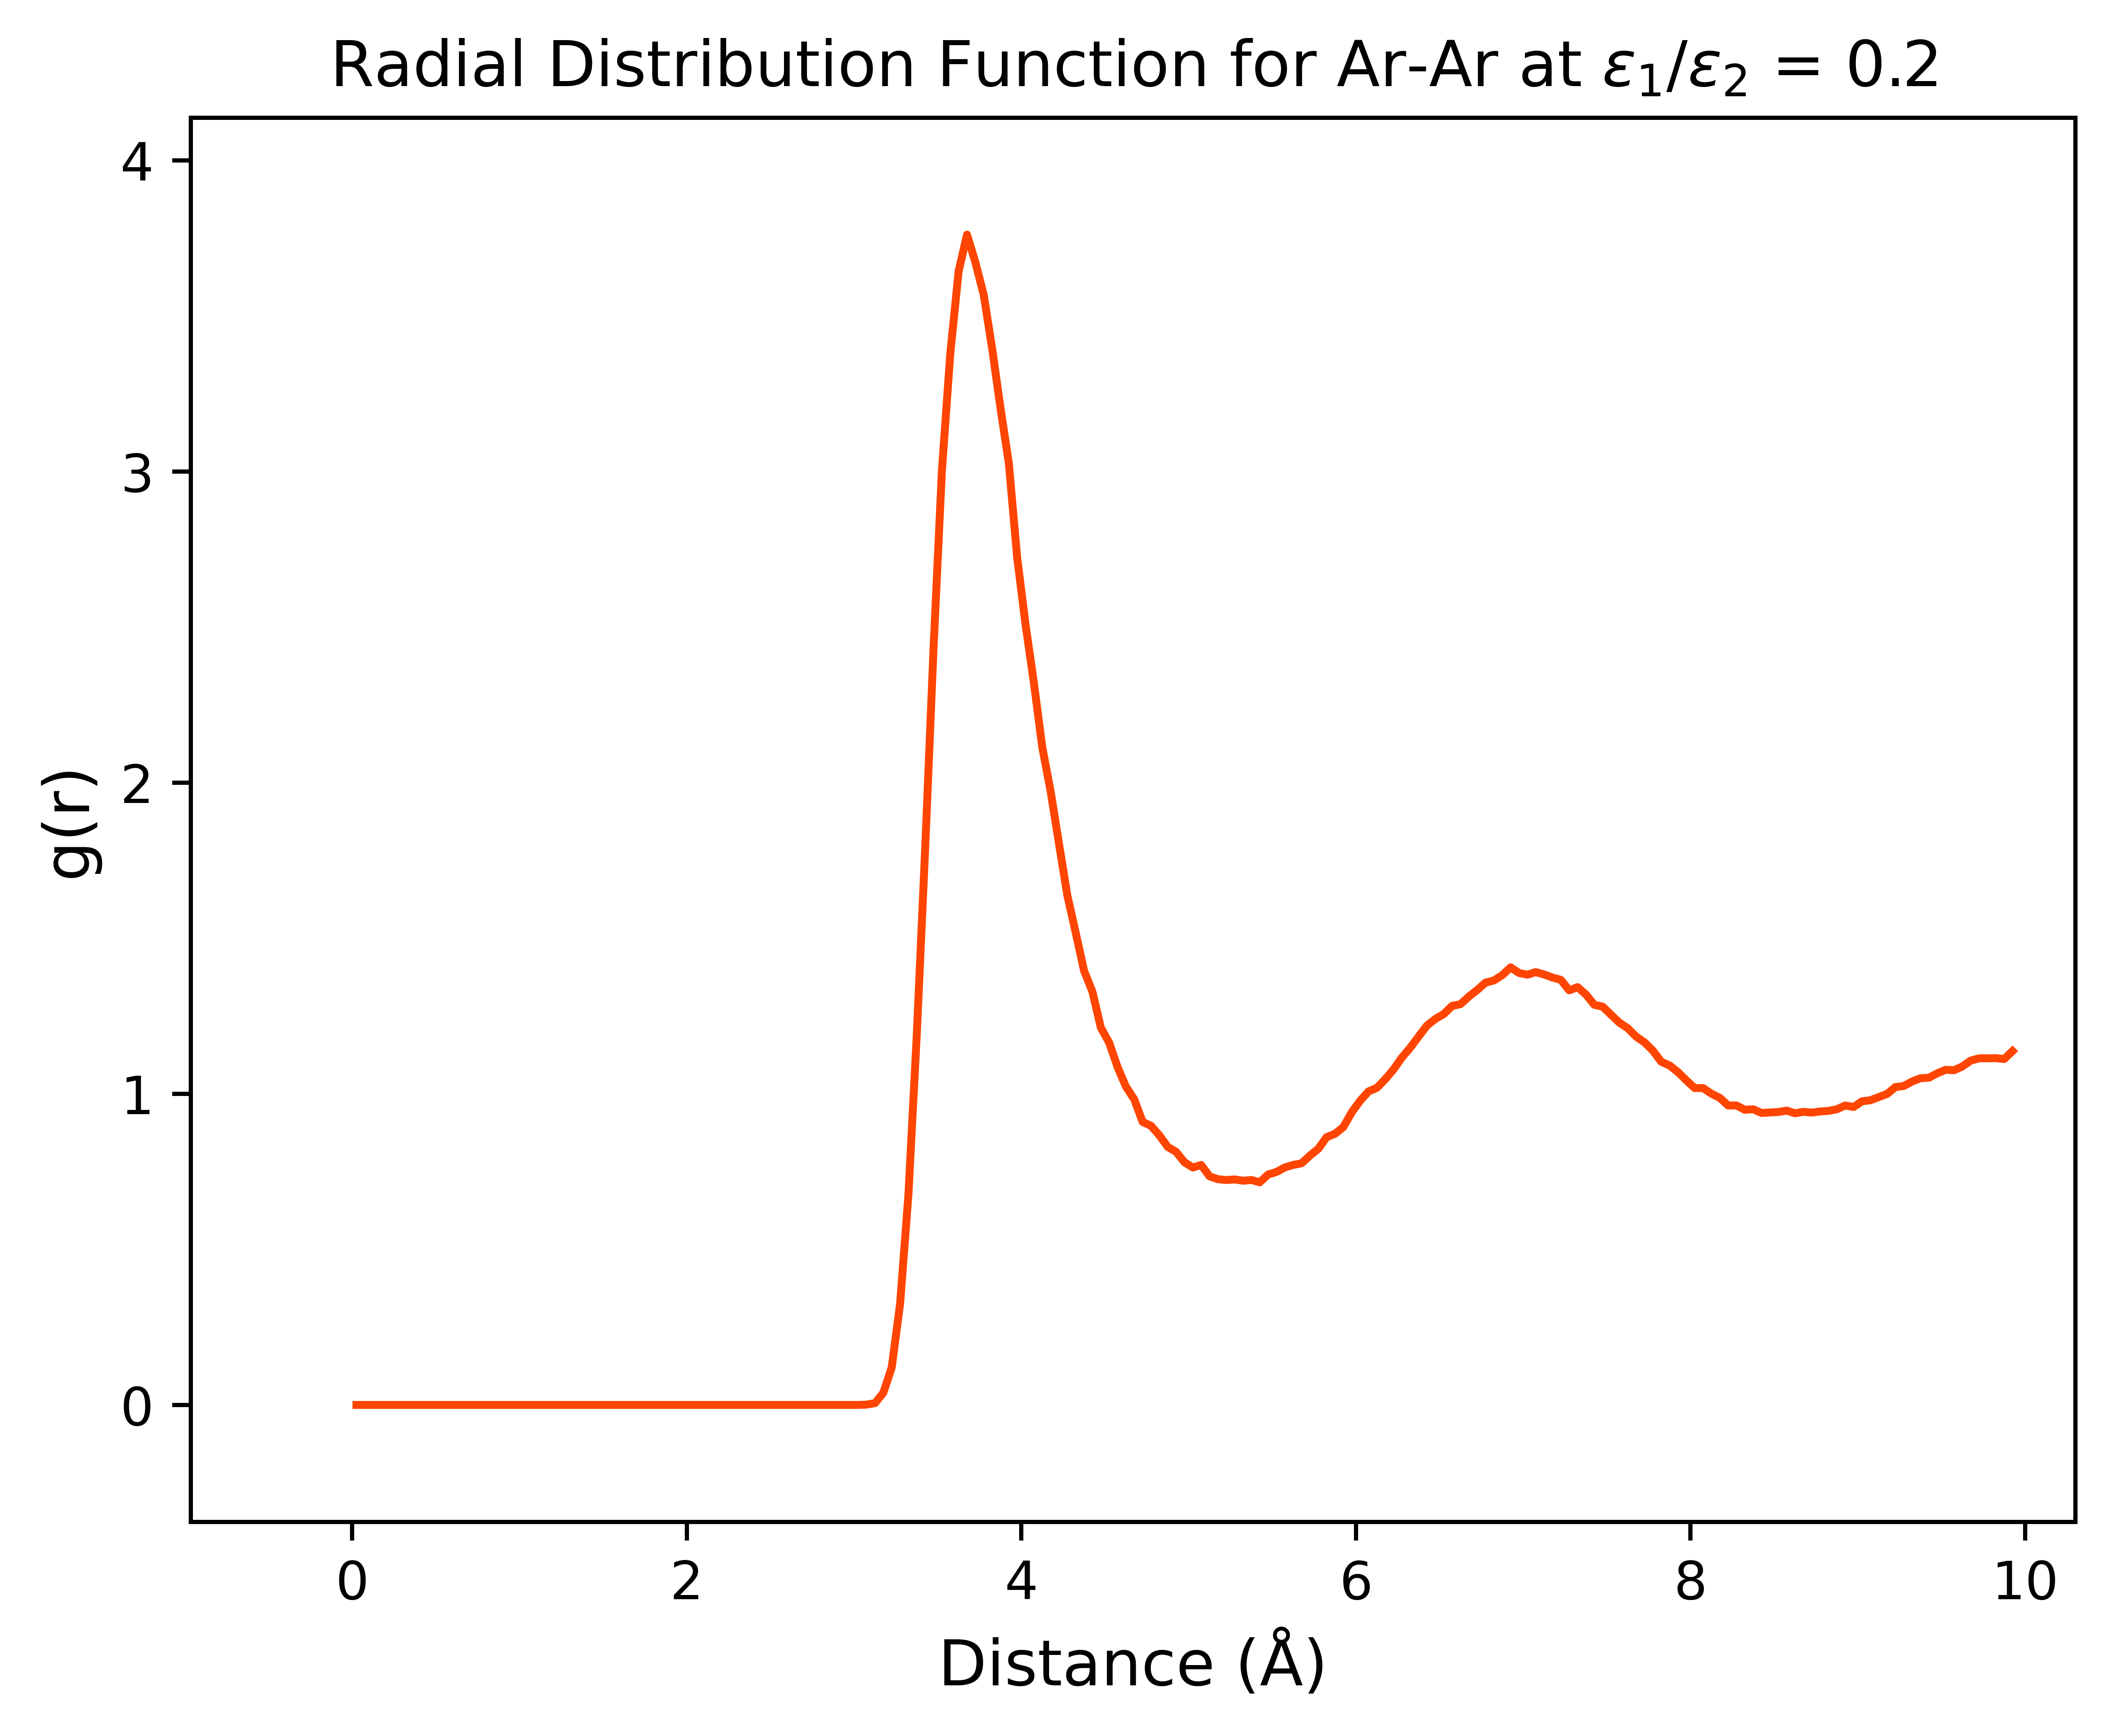 Radial Distribution Function for Ar-Ar at ε₁/ε₂ = 0.2
4
3
2
1
0
g(r)
0 2 4 6 8 10
Distance (Å)